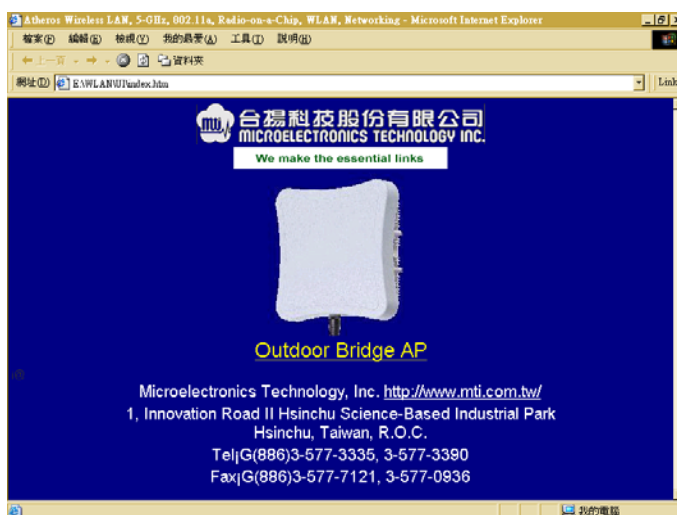 Atheros Wireless LAN, 5-GHz, 802.11a, Radio-on-a-Chip, WLAN, Networking - Microsoft Internet Explorer
檔案(F) 編輯(E) 檢視(V) 我的最愛(A) 工具(T) 說明(H)
上一頁 資料夾
網址(D) E:\WLAN\UI\index.htm Link
mti
台揚科技股份有限公司
MICROELECTRONICS TECHNOLOGY INC.
We make the essential links
Outdoor Bridge AP
Microelectronics Technology, Inc. http://www.mti.com.tw/
1, Innovation Road II Hsinchu Science-Based Industrial Park
Hsinchu, Taiwan, R.O.C.
Tel¡G(886)3-577-3335, 3-577-3390
Fax¡G(886)3-577-7121, 3-577-0936
我的電腦